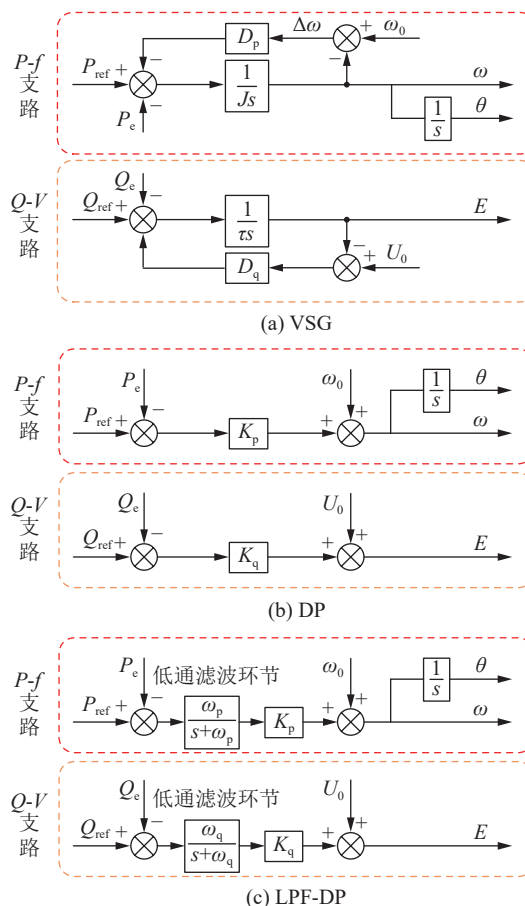 P-f
支
路
P_ref + − D_p Δω + ω_0
−
1/(Js) ω
P_e −
1/s θ
Q-V
支
路
Q_e −
Q_ref + 1/(τs) E
−
D_q + U_0
(a) VSG
P-f
支
路
P_e ω_0 1/s θ
− +
P_ref + K_p + ω
Q-V
支
路
Q_e U_0
− +
Q_ref + K_q + E
(b) DP
P-f
支
路
P_e 低通滤波环节 ω_0 1/s θ
− +
P_ref + ω_p/(s+ω_p) K_p + ω
Q-V
支
路
Q_e 低通滤波环节 U_0
− +
Q_ref + ω_q/(s+ω_q) K_q + E
(c) LPF-DP